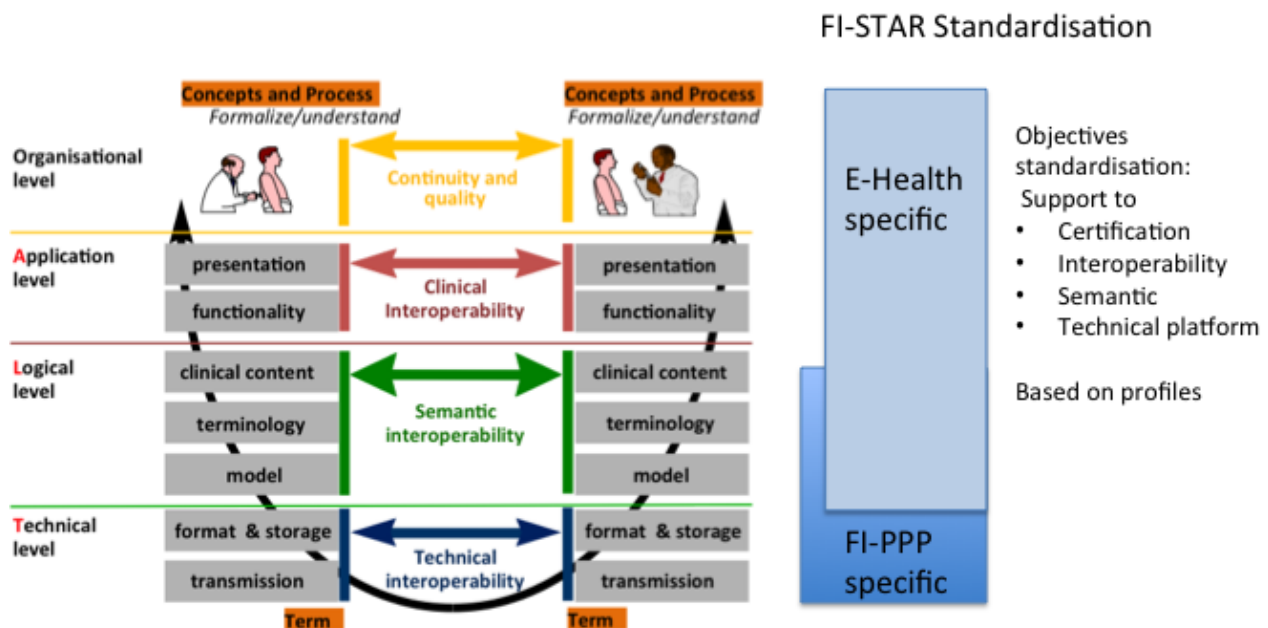 FI-STAR Standardisation
Concepts and Process
Formalize/understand
Concepts and Process
Formalize/understand
Organisational
level
Continuity and
quality
Application
level
presentation
functionality
Clinical
Interoperability
presentation
functionality
Logical
level
clinical content
terminology
model
Semantic
interoperability
clinical content
terminology
model
Technical
level
format & storage
transmission
Technical
interoperability
format & storage
transmission
Term
Term
E-Health
specific
FI-PPP
specific
Objectives
standardisation:
Support to
• Certification
• Interoperability
• Semantic
• Technical platform
Based on profiles